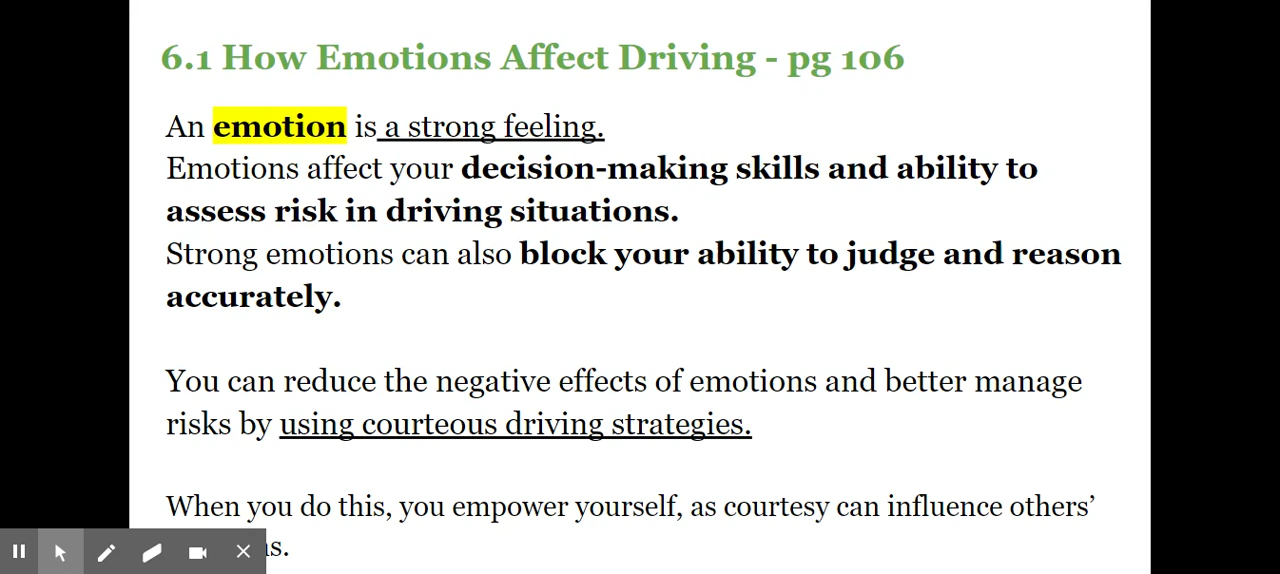 6.1 How Emotions Affect Driving - pg 106
An emotion is a strong feeling.
Emotions affect your decision-making skills and ability to
assess risk in driving situations.
Strong emotions can also block your ability to judge and reason
accurately.
You can reduce the negative effects of emotions and better manage
risks by using courteous driving strategies.
When you do this, you empower yourself, as courtesy can influence others’